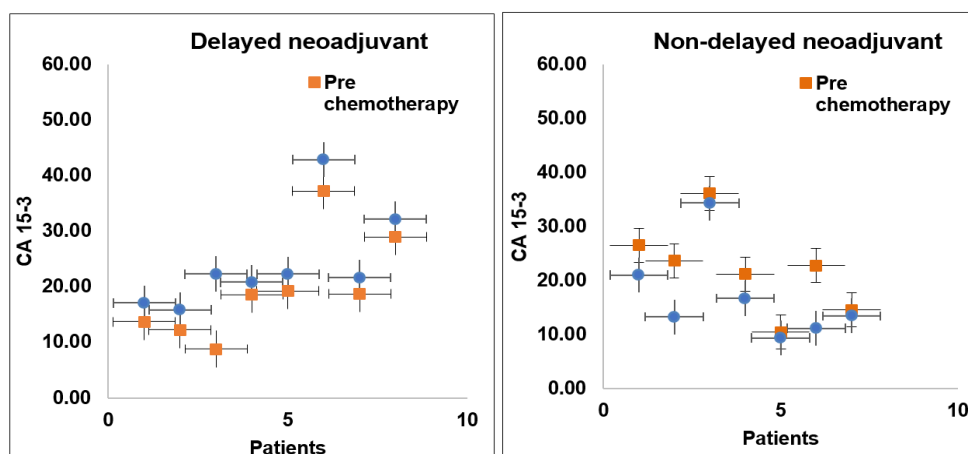 Delayed neoadjuvant
60.00
Pre
chemotherapy
50.00
40.00
30.00
20.00
10.00
0.00
CA 15-3
0 5 10
Patients
Non-delayed neoadjuvant
60.00
Pre
chemotherapy
50.00
40.00
30.00
20.00
10.00
0.00
CA 15-3
0 5 10
Patients